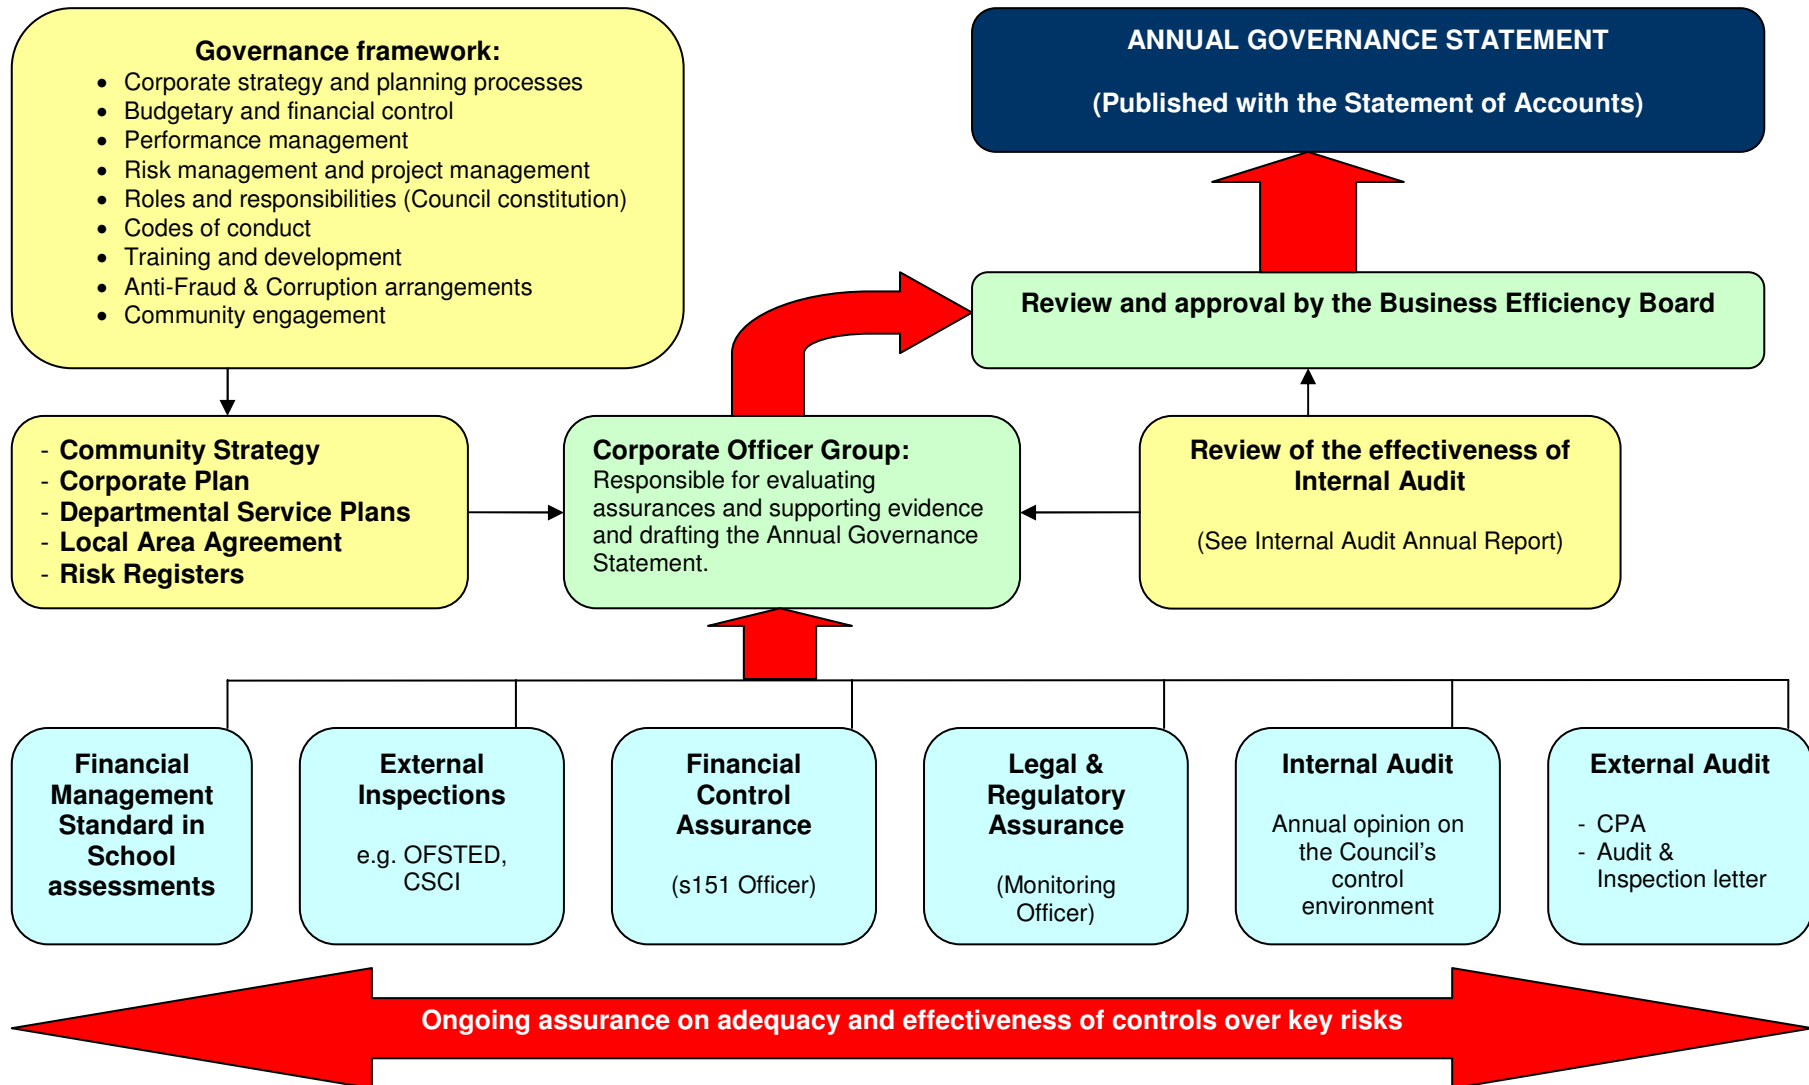 Governance framework:
• Corporate strategy and planning processes
• Budgetary and financial control
• Performance management
• Risk management and project management
• Roles and responsibilities (Council constitution)
• Codes of conduct
• Training and development
• Anti-Fraud & Corruption arrangements
• Community engagement
ANNUAL GOVERNANCE STATEMENT
(Published with the Statement of Accounts)
Review and approval by the Business Efficiency Board
- Community Strategy
- Corporate Plan
- Departmental Service Plans
- Local Area Agreement
- Risk Registers
Corporate Officer Group:
Responsible for evaluating
assurances and supporting evidence
and drafting the Annual Governance
Statement.
Review of the effectiveness of
Internal Audit
(See Internal Audit Annual Report)
Financial
Management
Standard in
School
assessments
External
Inspections
e.g. OFSTED,
CSCI
Financial
Control
Assurance
(s151 Officer)
Legal &
Regulatory
Assurance
(Monitoring
Officer)
Internal Audit
Annual opinion on
the Council's
control
environment
External Audit
- CPA
- Audit &
Inspection letter
Ongoing assurance on adequacy and effectiveness of controls over key risks